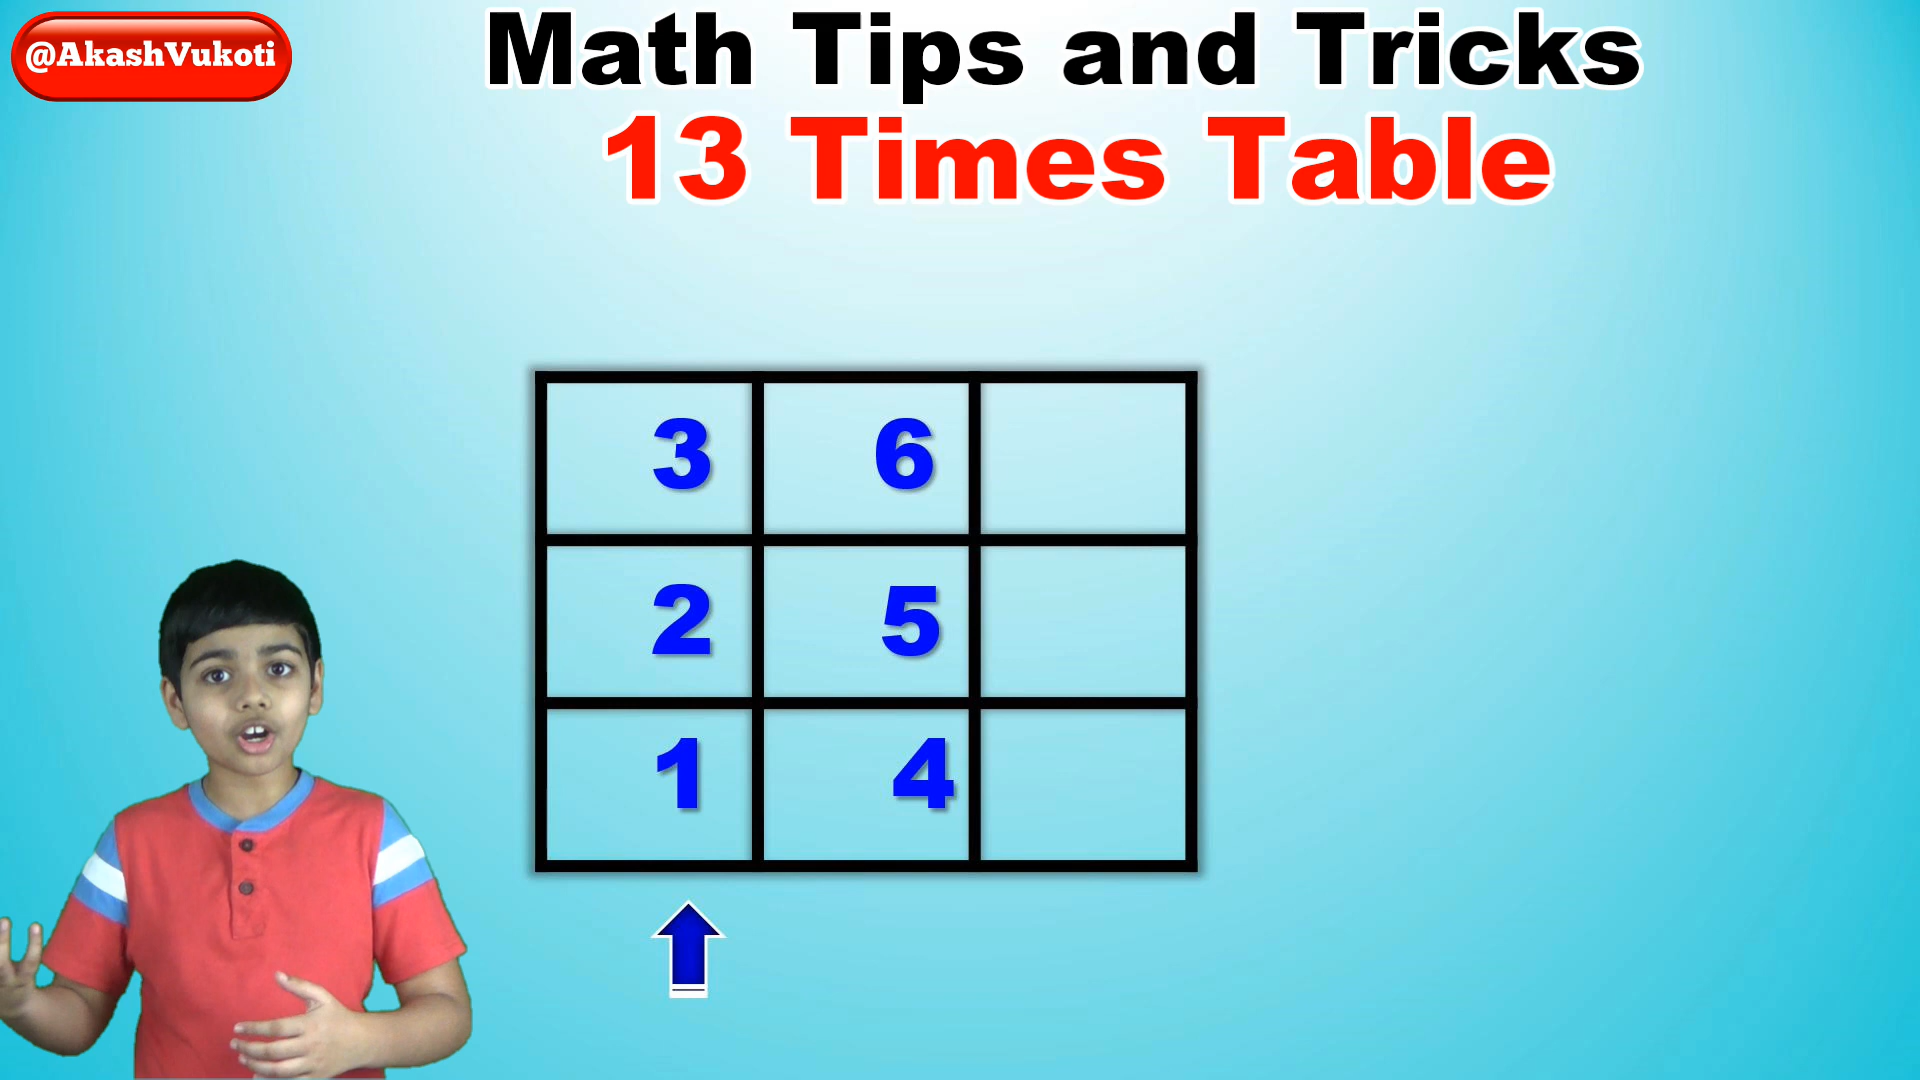 @AkashVukoti
Math Tips and Tricks
13 Times Table
3 6
2 5
1 4